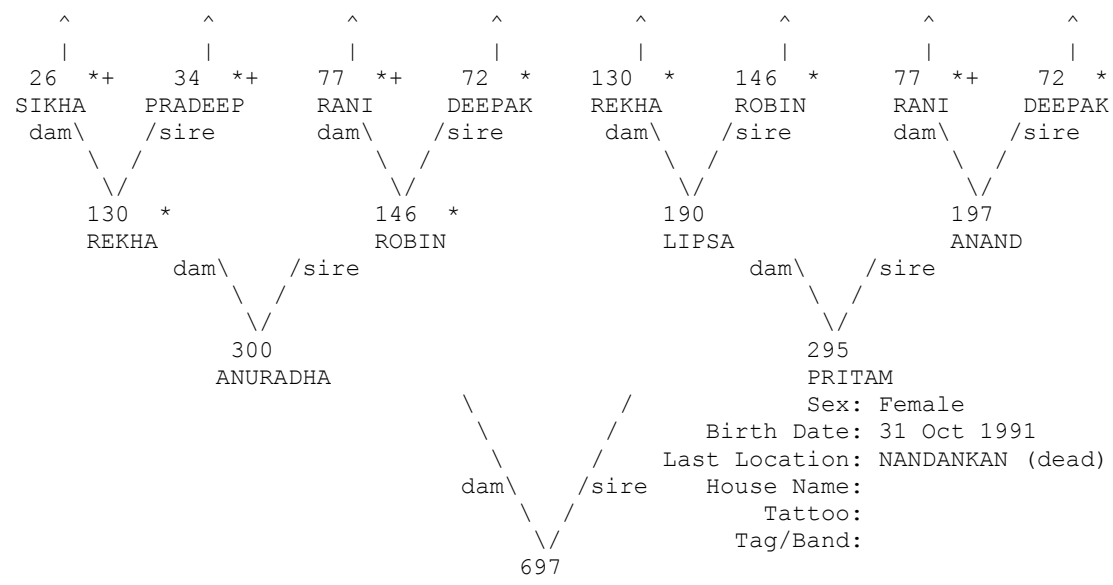 ^ ^ ^ ^ ^ ^ ^ ^
| | | | | | | |
26 *+ 34 *+ 77 *+ 72 * 130 * 146 * 77 *+ 72 *
SIKHA PRADEEP RANI DEEPAK REKHA ROBIN RANI DEEPAK
dam\ /sire dam\ /sire dam\ /sire dam\ /sire
\ / \ / \ / \ /
\/ \/ \/ \/
130 * 146 * 190 197
REKHA ROBIN LIPSA ANAND
dam\ /sire dam\ /sire
\ / \ /
\/ \/
300 295
ANURADHA PRITAM
\ / Sex: Female
\ / Birth Date: 31 Oct 1991
\ / Last Location: NANDANKAN (dead)
dam\ /sire House Name:
\ / Tattoo:
\/ Tag/Band:
697